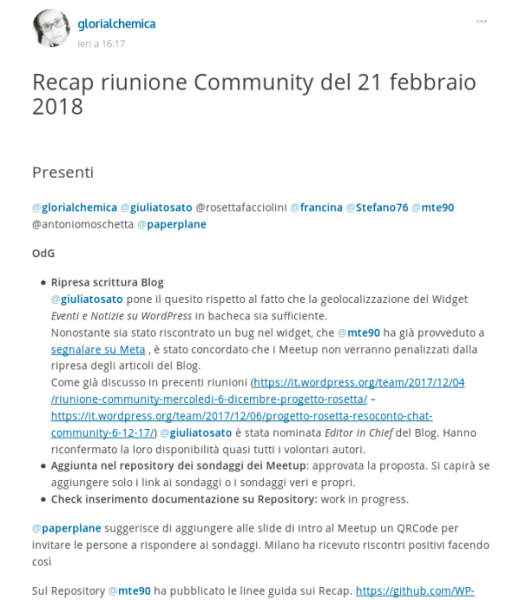 glorialchemica
Ieri a 16:17
Recap riunione Community del 21 febbraio
2018
Presenti
@glorialchemica @giuliatosato @rosettafacciolini @francina @Stefano76 @mte90
@antoniomoschetta @paperplane
OdG
• Ripresa scrittura Blog
@giuliatosato pone il quesito rispetto al fatto che la geolocalizzazione del Widget
Eventi e Notizie su WordPress in bacheca sia sufficiente.
Nonostante sia stato riscontrato un bug nel widget, che @mte90 ha già provveduto a
segnalare su Meta , è stato concordato che i Meetup non verranno penalizzati dalla
ripresa degli articoli del Blog.
Come già discusso in precenti riunioni (https://it.wordpress.org/team/2017/12/04
/riunione-community-mercoledi-6-dicembre-progetto-rosetta/ –
https://it.wordpress.org/team/2017/12/06/progetto-rosetta-resoconto-chat-
community-6-12-17/) @giuliatosato è stata nominata Editor in Chief del Blog. Hanno
riconfermato la loro disponibilità quasi tutti i volontari autori.
• Aggiunta nel repository dei sondaggi dei Meetup: approvata la proposta. Si capirà se
aggiungere solo i link ai sondaggi o i sondaggi veri e propri.
• Check inserimento documentazione su Repository: work in progress.
@paperplane suggerisce di aggiungere alle slide di intro al Meetup un QRCode per
invitare le persone a rispondere ai sondaggi. Milano ha ricevuto riscontri positivi facendo
così
Sul Repository @mte90 ha pubblicato le linee guida sui Recap. https://github.com/WP-